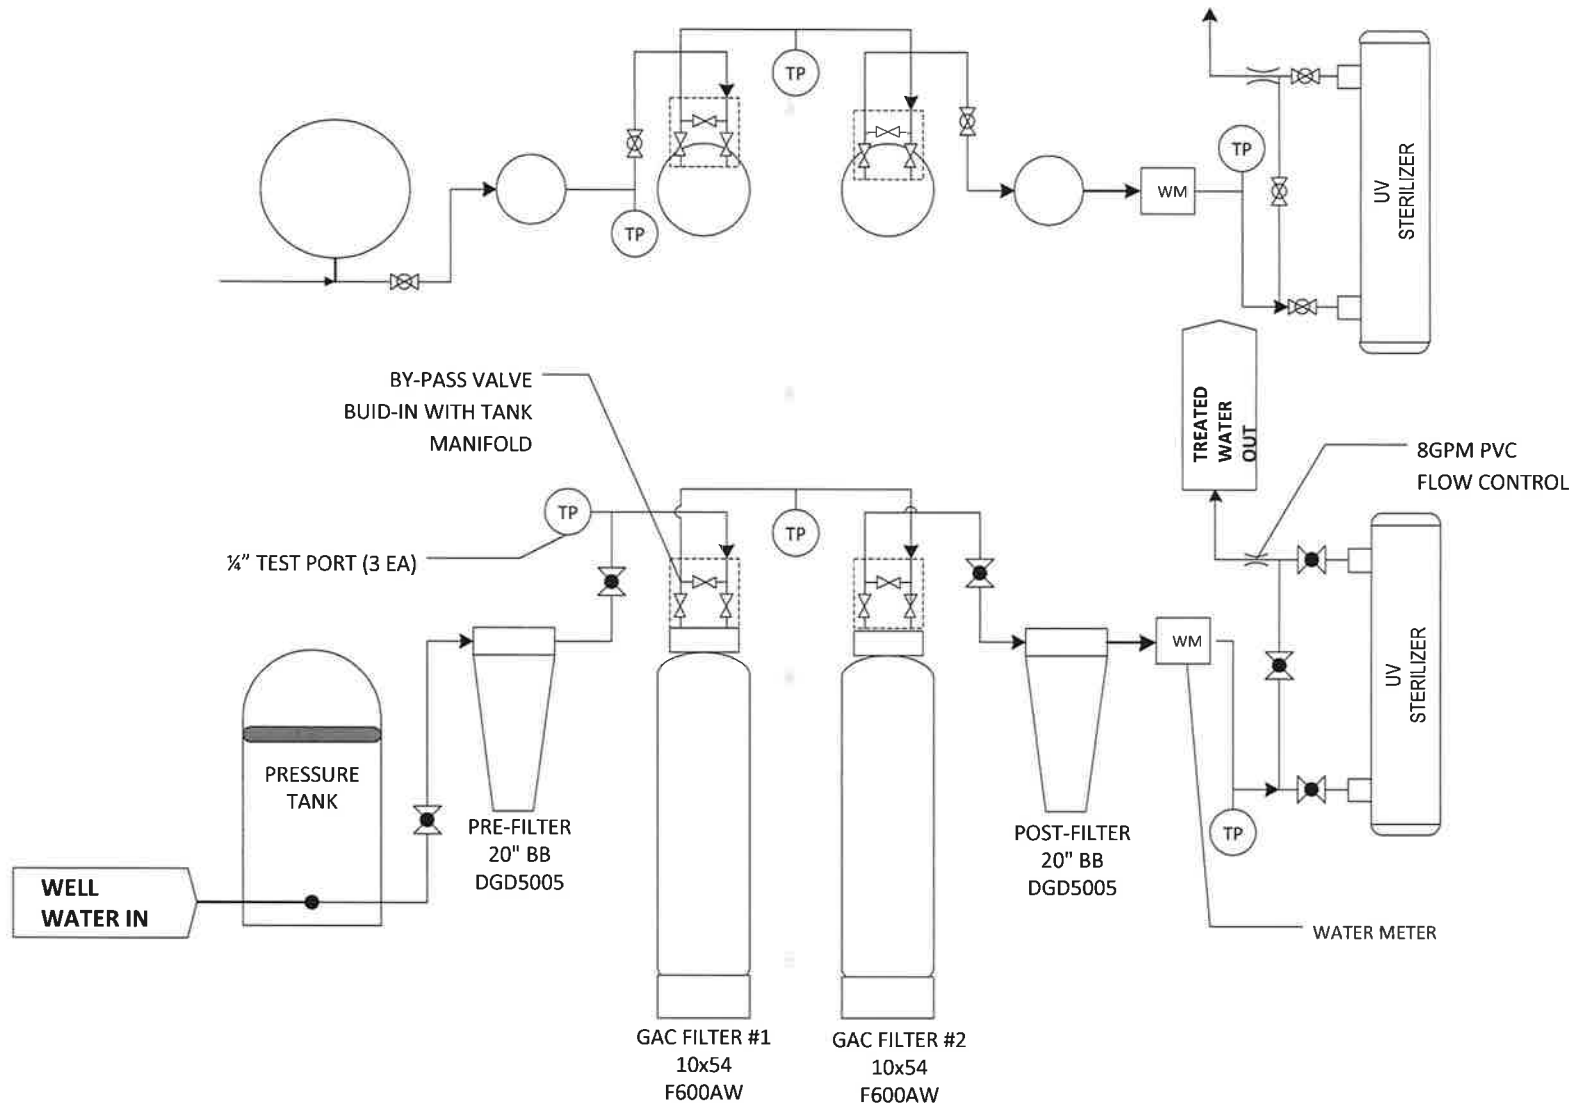 TP
TP
TP
WM
UV
STERILIZER
BY-PASS VALVE
BUID-IN WITH TANK
MANIFOLD
TREATED
WATER
OUT
8GPM PVC
FLOW CONTROL
TP
TP
¼" TEST PORT (3 EA)
WM
UV
STERILIZER
PRESSURE
TANK
PRE-FILTER
20" BB
DGD5005
POST-FILTER
20" BB
DGD5005
TP
WELL
WATER IN
WATER METER
GAC FILTER #1
10x54
F600AW
GAC FILTER #2
10x54
F600AW